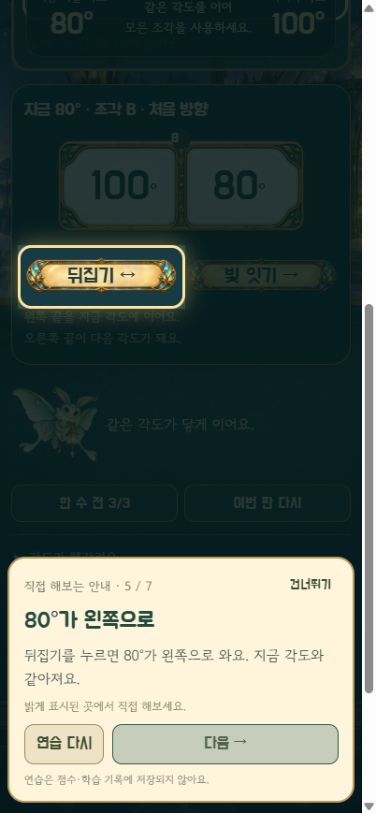 80° 같은 각도를 이어 100°
모든 조각을 사용하세요.
지금 80° · 조각 B · 처음 방향
B
100° 80°
뒤집기 ↔ 빛 잇기 →
왼쪽 끝을 지금 각도에 이어요.
오른쪽 끝이 다음 각도가 돼요.
같은 각도가 닿게 이어요.
한 수 전 3/3 이번 판 다시
직접 해보는 안내 · 5 / 7 건너뛰기
80°가 왼쪽으로
뒤집기를 누르면 80°가 왼쪽으로 와요. 지금 각도와
같아져요.
밝게 표시된 곳에서 직접 해보세요.
연습 다시 다음 →
연습은 점수·학습 기록에 저장되지 않아요.